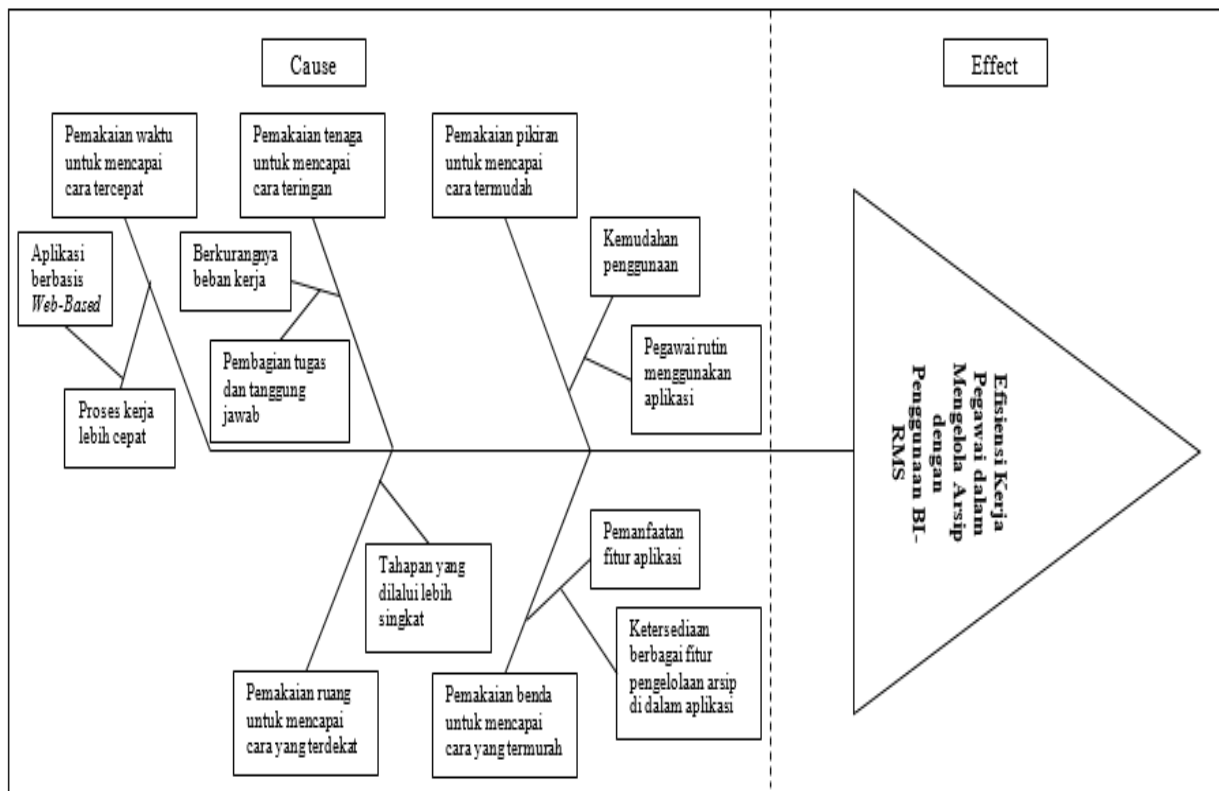 Cause
Effect
Pemakaian waktu
untuk mencapai
cara tercepat
Pemakaian tenaga
untuk mencapai
cara teringan
Pemakaian pikiran
untuk mencapai
cara termudah
Aplikasi
berbasis
Web-Based
Berkurangnya
beban kerja
Kemudahan
penggunaan
Pembagian tugas
dan tanggung
jawab
Pegawai rutin
menggunakan
aplikasi
Proses kerja
lebih cepat
Efisiensi Kerja
Pegawai dalam
Mengelola Arsip
dengan
Penggunaan BI-
RMS
Tahapan yang
dilalui lebih
singkat
Pemanfaatan
fitur aplikasi
Ketersediaan
berbagai fitur
pengelolaan arsip
di dalam aplikasi
Pemakaian ruang
untuk mencapai
cara yang terdekat
Pemakaian benda
untuk mencapai
cara yang termurah